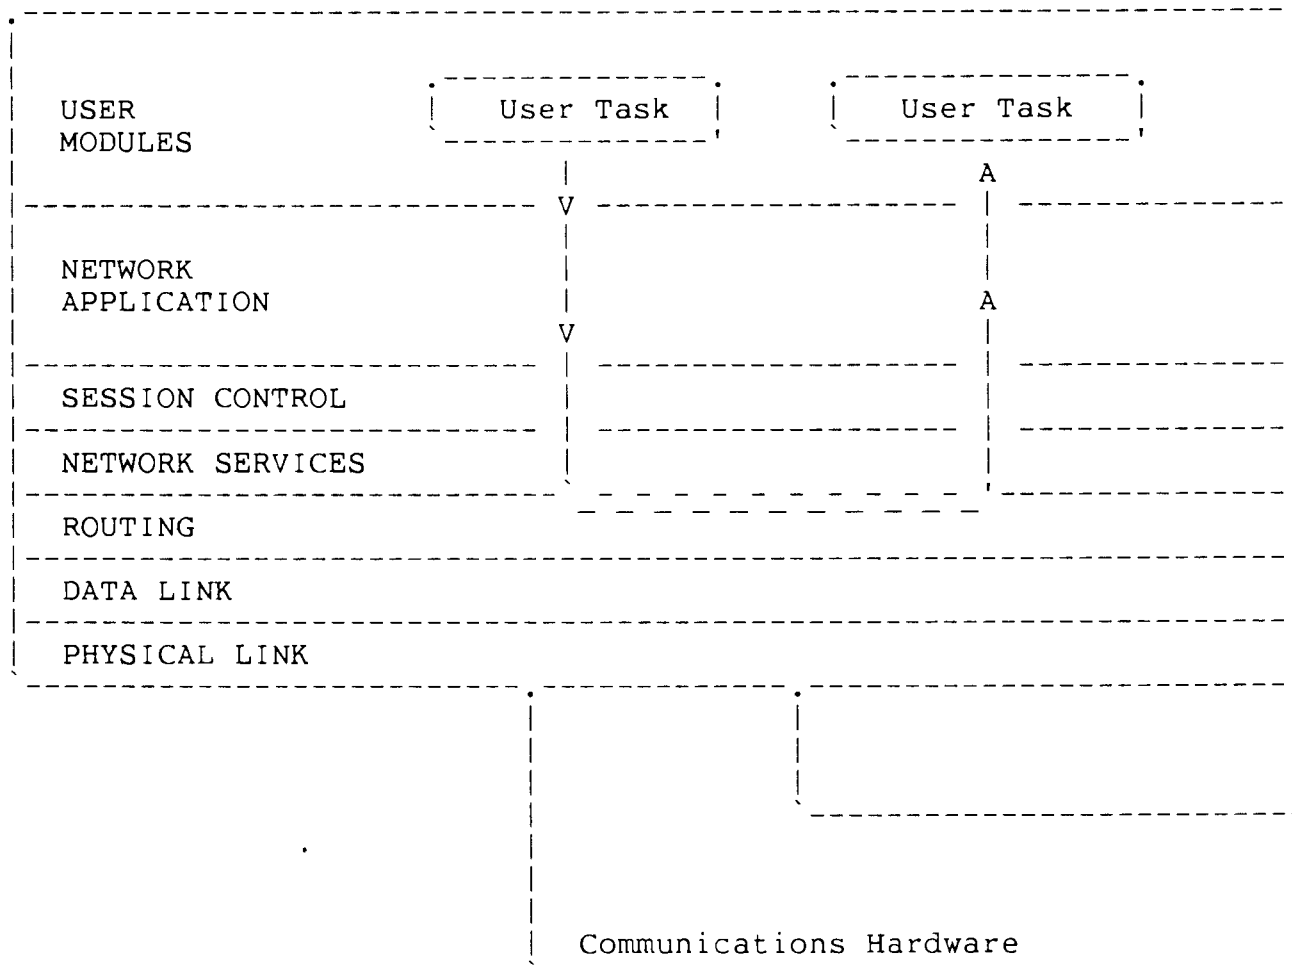 User Task User Task
USER
MODULES
A
V
NETWORK
APPLICATION A
V
SESSION CONTROL
NETWORK SERVICES
ROUTING
DATA LINK
PHYSICAL LINK
Communications Hardware